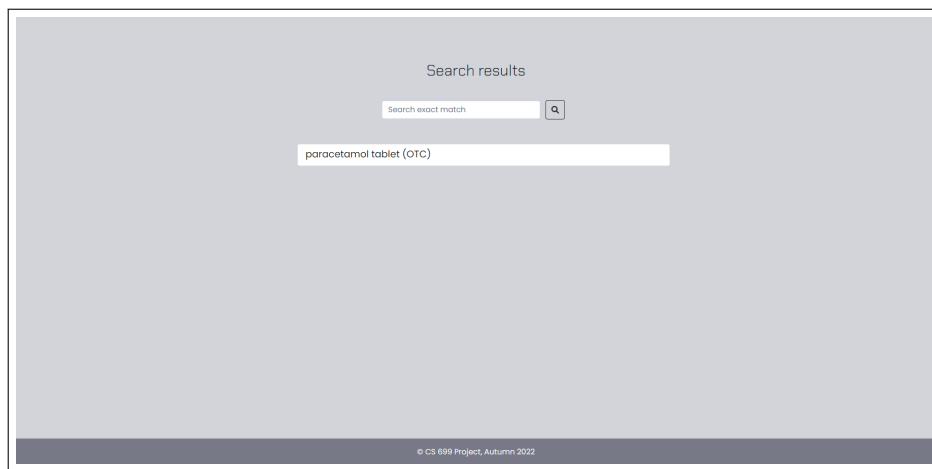 Search results
Search exact match
paracetamol tablet (OTC)
© CS 699 Project, Autumn 2022